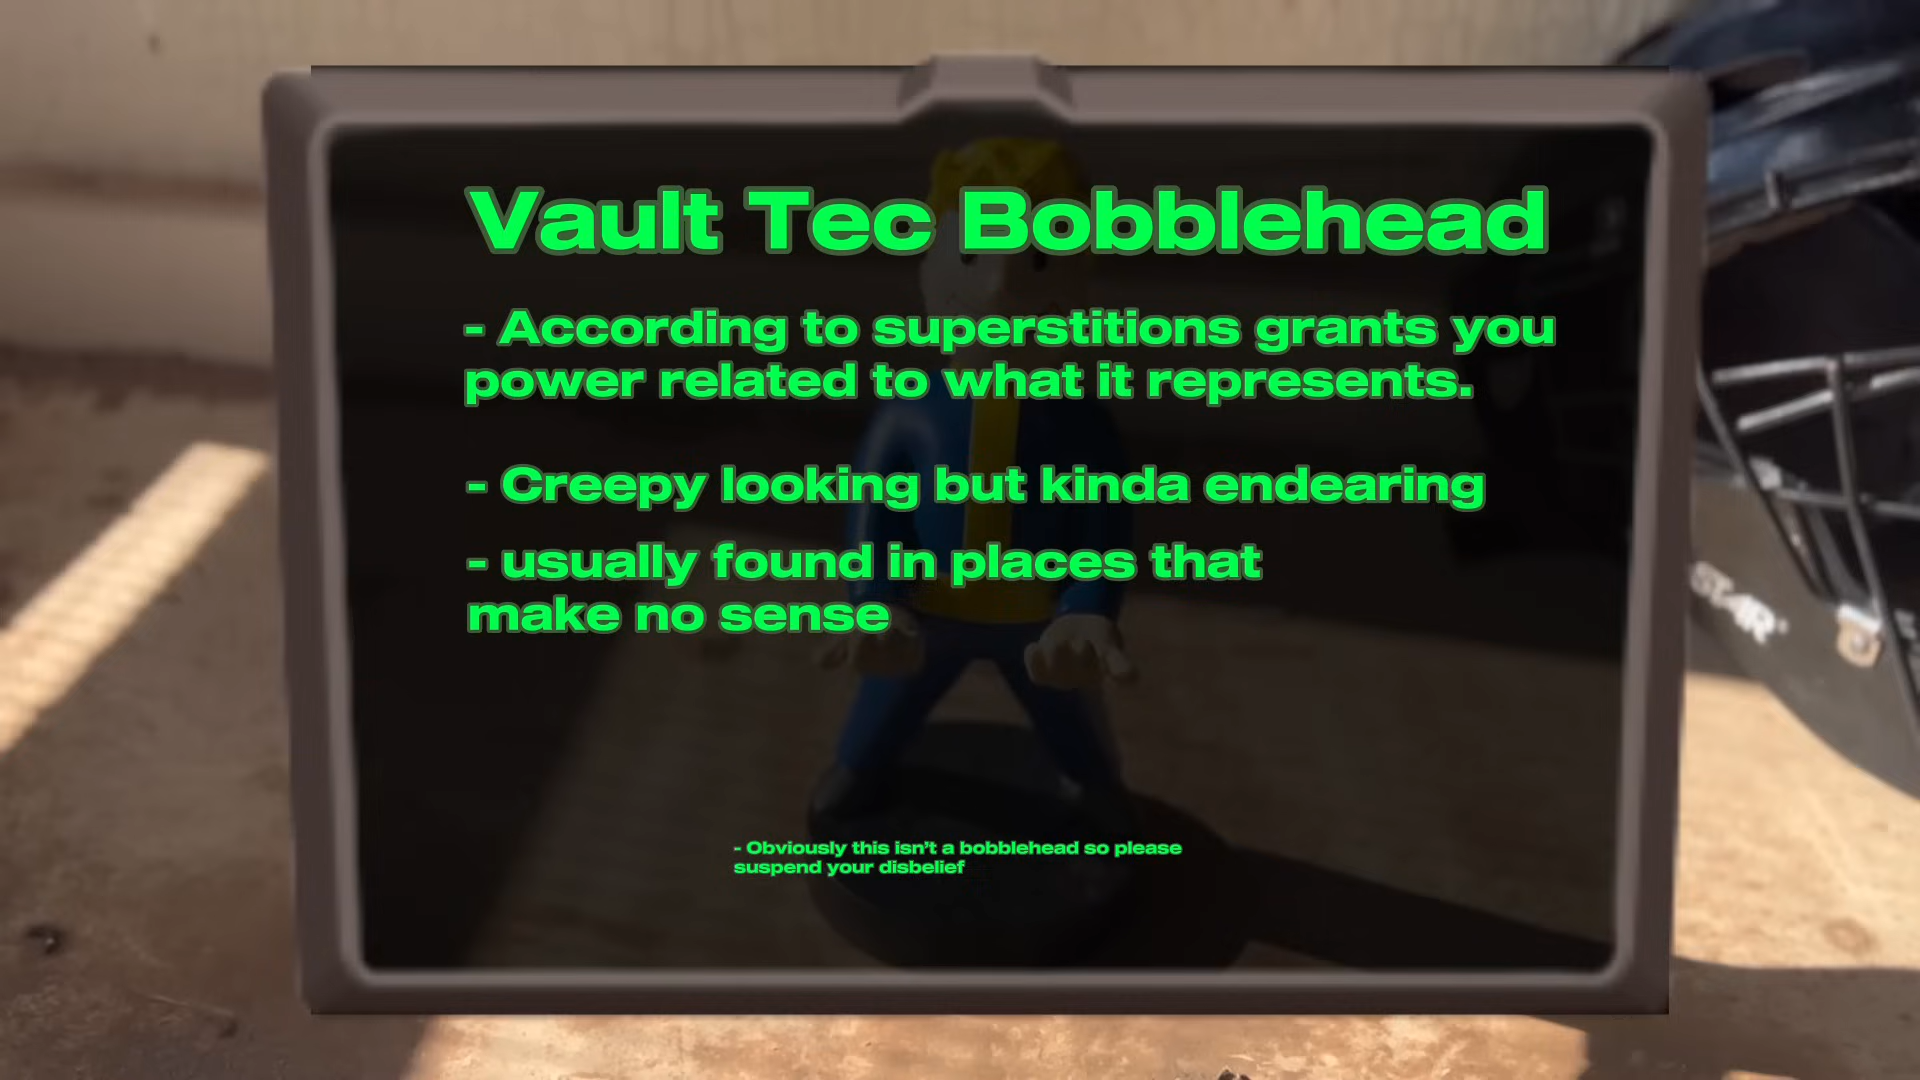 Vault Tec Bobblehead
- According to superstitions grants you
power related to what it represents.
- Creepy looking but kinda endearing
- usually found in places that
make no sense
- Obviously this isn't a bobblehead so please
suspend your disbelief
STAR